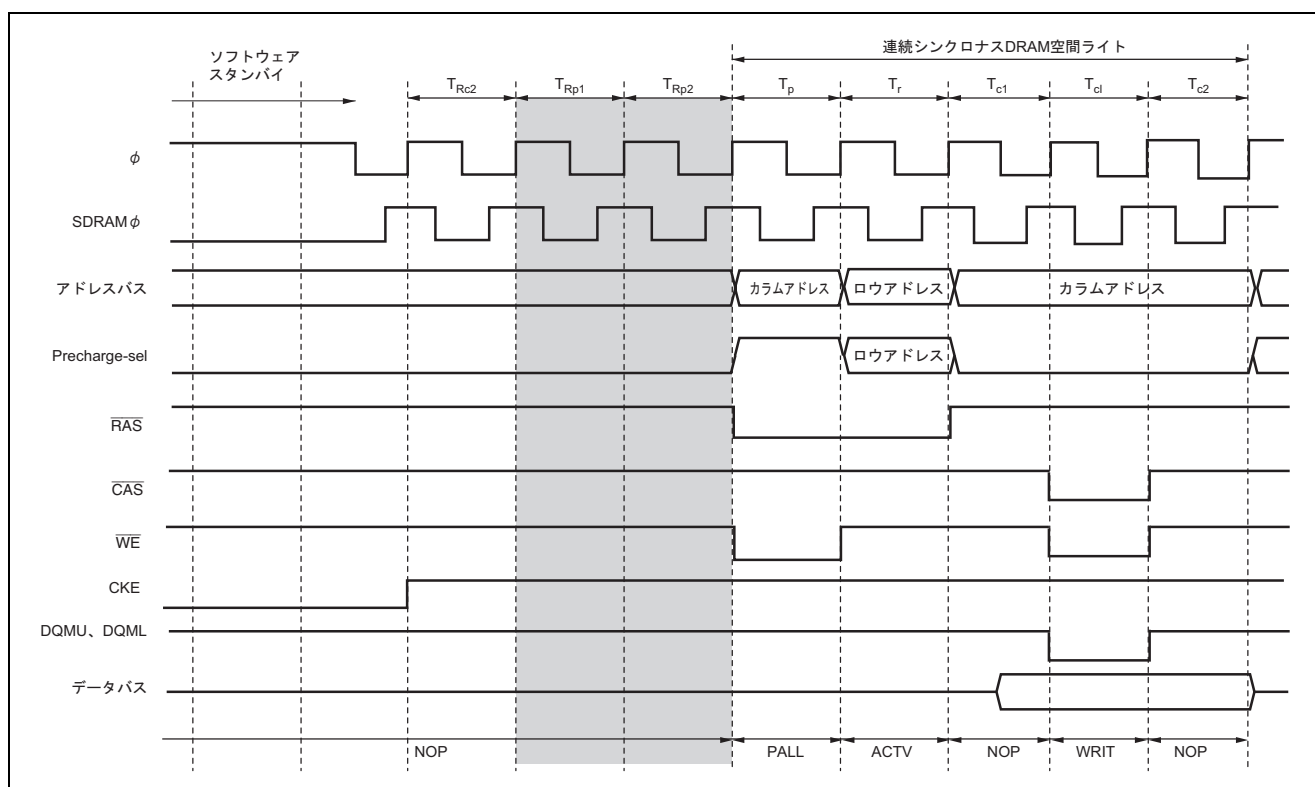 ソフトウェア
スタンバイ
連続シンクロナスDRAM空間ライト
TRc2 TRp1 TRp2 Tp Tr Tc1 Tcl Tc2
φ
SDRAMφ
アドレスバス カラムアドレス ロウアドレス カラムアドレス
Precharge-sel ロウアドレス
RAS
CAS
WE
CKE
DQMU、DQML
データバス
NOP PALL ACTV NOP WRIT NOP